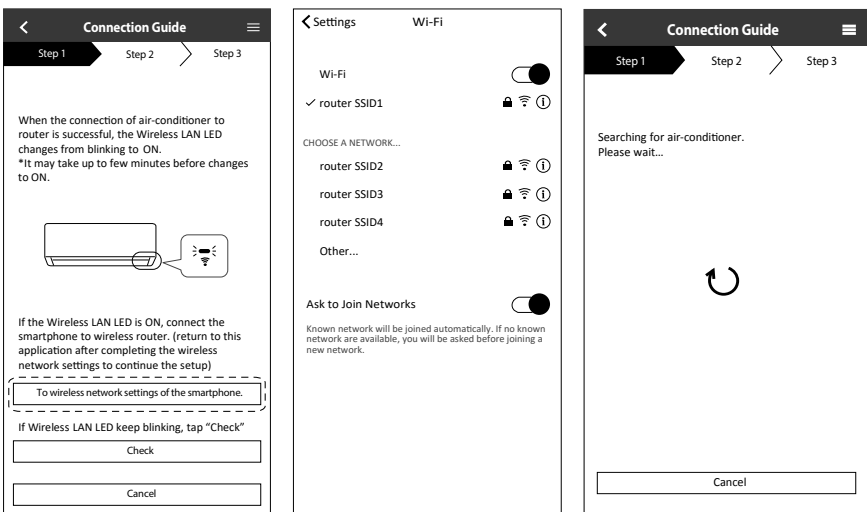 Connection Guide
Step 1
Step 2
Step 3
When the connection of air-conditioner to
router is successful, the Wireless LAN LED
changes from blinking to ON.
*It may take up to few minutes before changes
to ON.
If the Wireless LAN LED is ON, connect the
smartphone to wireless router. (return to this
application after completing the wireless
network settings to continue the setup)
To wireless network settings of the smartphone.
If Wireless LAN LED keep blinking, tap “Check”
Check
Cancel
Settings
Wi-Fi
Wi-Fi
router SSID1
CHOOSE A NETWORK...
router SSID2
router SSID3
router SSID4
Other...
Ask to Join Networks
Known network will be joined automatically. If no known
network are available, you will be asked before joining a
new network.
Connection Guide
Step 1
Step 2
Step 3
Searching for air-conditioner.
Please wait...
Cancel